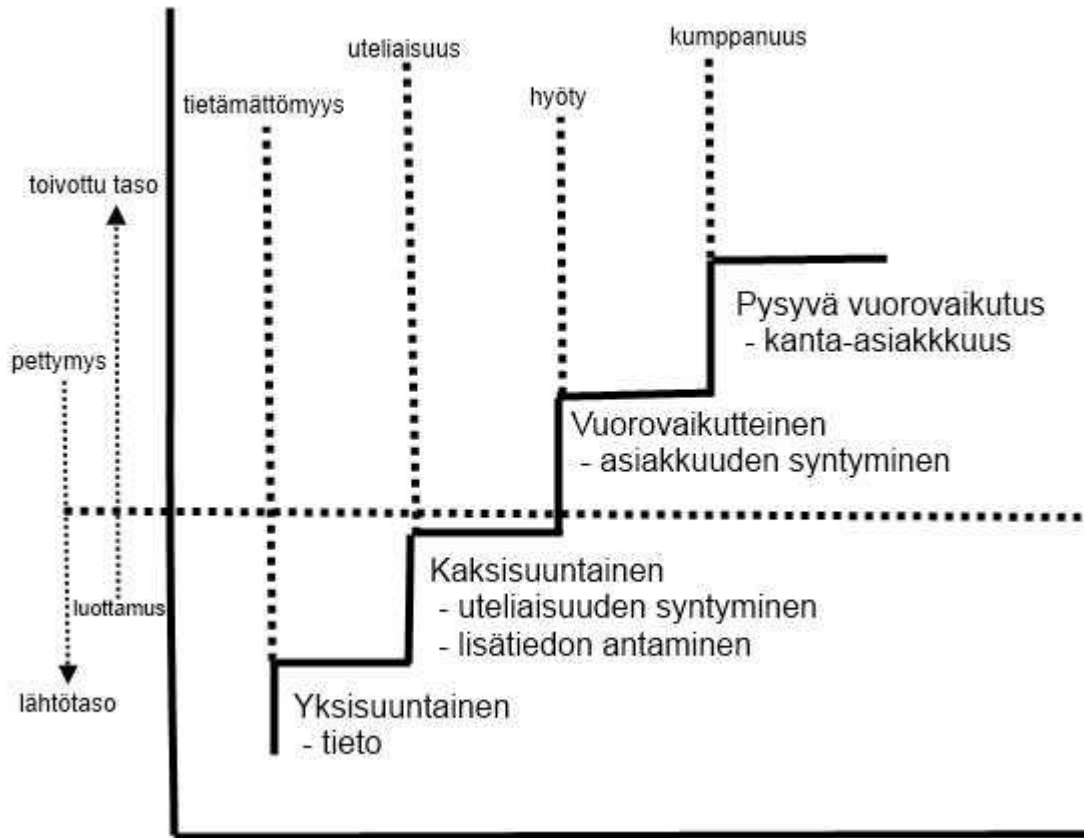 kumppanuus
uteliaisuus
hyöty
tietämättömyys
toivottu taso
pettymys
luottamus
lähtötaso
Pysyvä vuorovaikutus
- kanta-asiakkkuus
Vuorovaikutteinen
- asiakkuuden syntyminen
Kaksisuuntainen
- uteliaisuuden syntyminen
- lisätiedon antaminen
Yksisuuntainen
- tieto